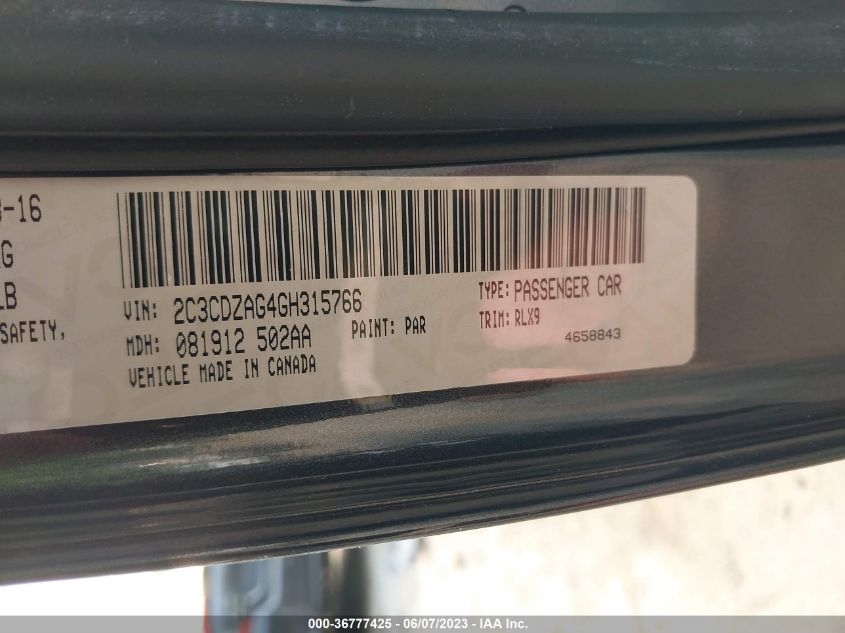 -16
G
LB
SAFETY,
VIN: 2C3CDZAG4GH315766
TYPE: PASSENGER CAR
MDH: 081912 502AA
PAINT: PAR
TRIM: RLX9
VEHICLE MADE IN CANADA
4658843
000-36777425 - 06/07/2023 - IAA Inc.